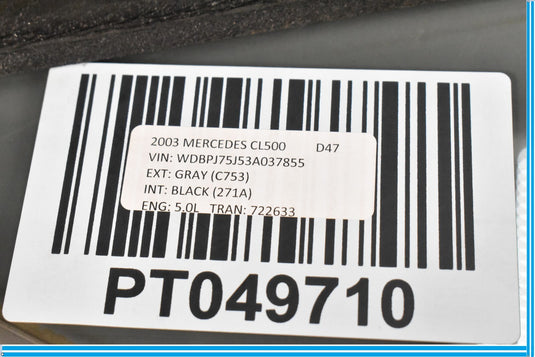 2003 MERCEDES CL500 D47
VIN: WDBPJ75J53A037855
EXT: GRAY (C753)
INT: BLACK (271A)
ENG: 5.0L TRAN: 722633
PT049710